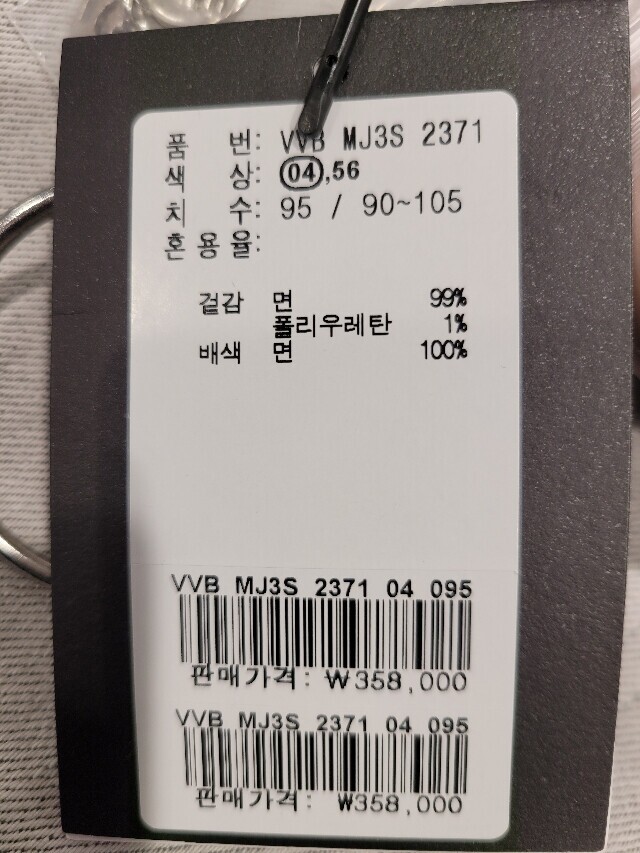 품 번: VVB MJ3S 2371
색 상: 04,56
치 수: 95 / 90~105
혼 용 율:
겉감 면 99%
폴리우레탄 1%
배색 면 100%
VVB MJ3S 2371 04 095
판매가격: ₩358,000
VVB MJ3S 2371 04 095
판매가격: ₩358,000